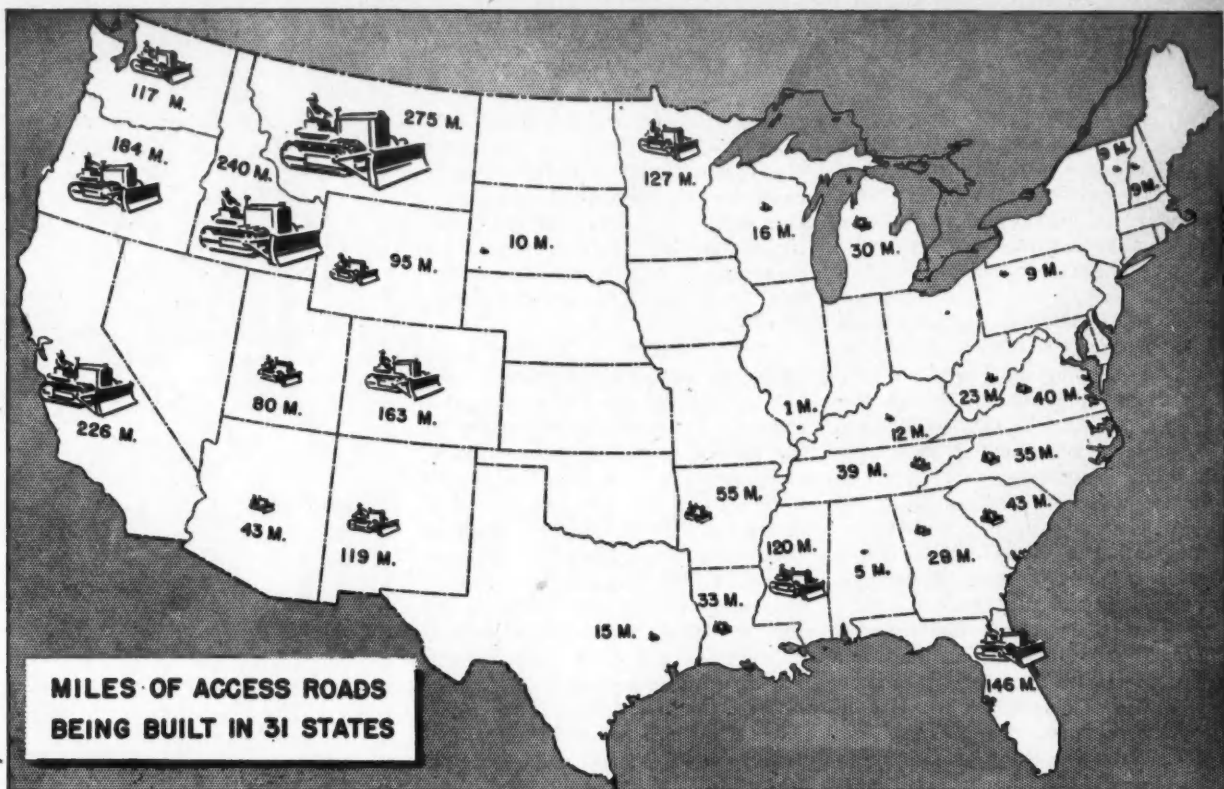 117 M.
184 M.
240 M.
275 M.
127 M.
9 M.
9 M.
95 M.
10 M.
16 M.
30 M.
9 M.
226 M.
80 M.
163 M.
1 M.
12 M.
23 M.
40 M.
43 M.
119 M.
55 M.
39 M.
35 M.
43 M.
120 M.
5 M.
28 M.
33 M.
15 M.
146 M.
MILES OF ACCESS ROADS
BEING BUILT IN 31 STATES